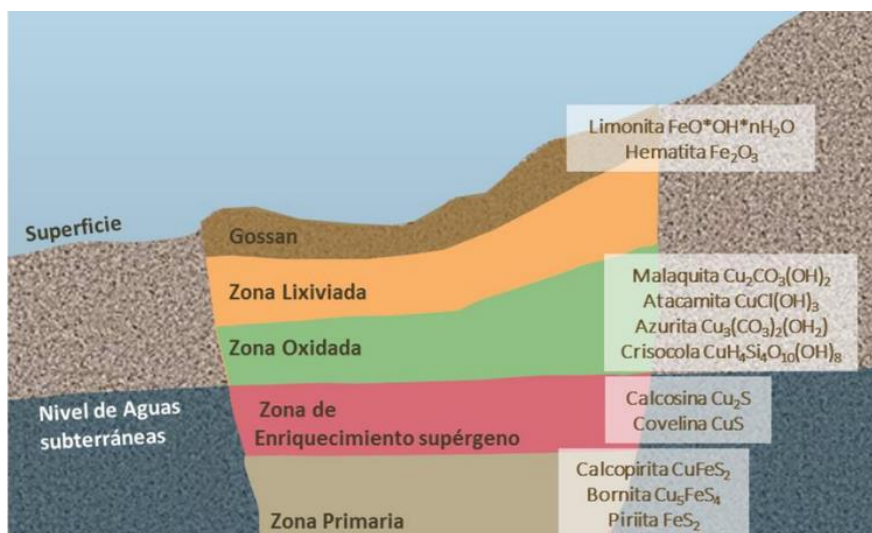 Limonita FeO*OH*nH₂O
Hematita Fe₂O₃
Superficie
Gossan
Zona Lixiviada
Malaquita Cu₂CO₃(OH)₂
Atacamita CuCl(OH)₃
Azurita Cu₃(CO₃)₂(OH₂)
Crisocola CuH₄Si₄O₁₀(OH)₈
Zona Oxidada
Nivel de Aguas
subterráneas
Zona de
Enriquecimiento supérgeno
Calcosina Cu₂S
Covelina CuS
Calcopirita CuFeS₂
Bornita Cu₅FeS₄
Piriita FeS₂
Zona Primaria